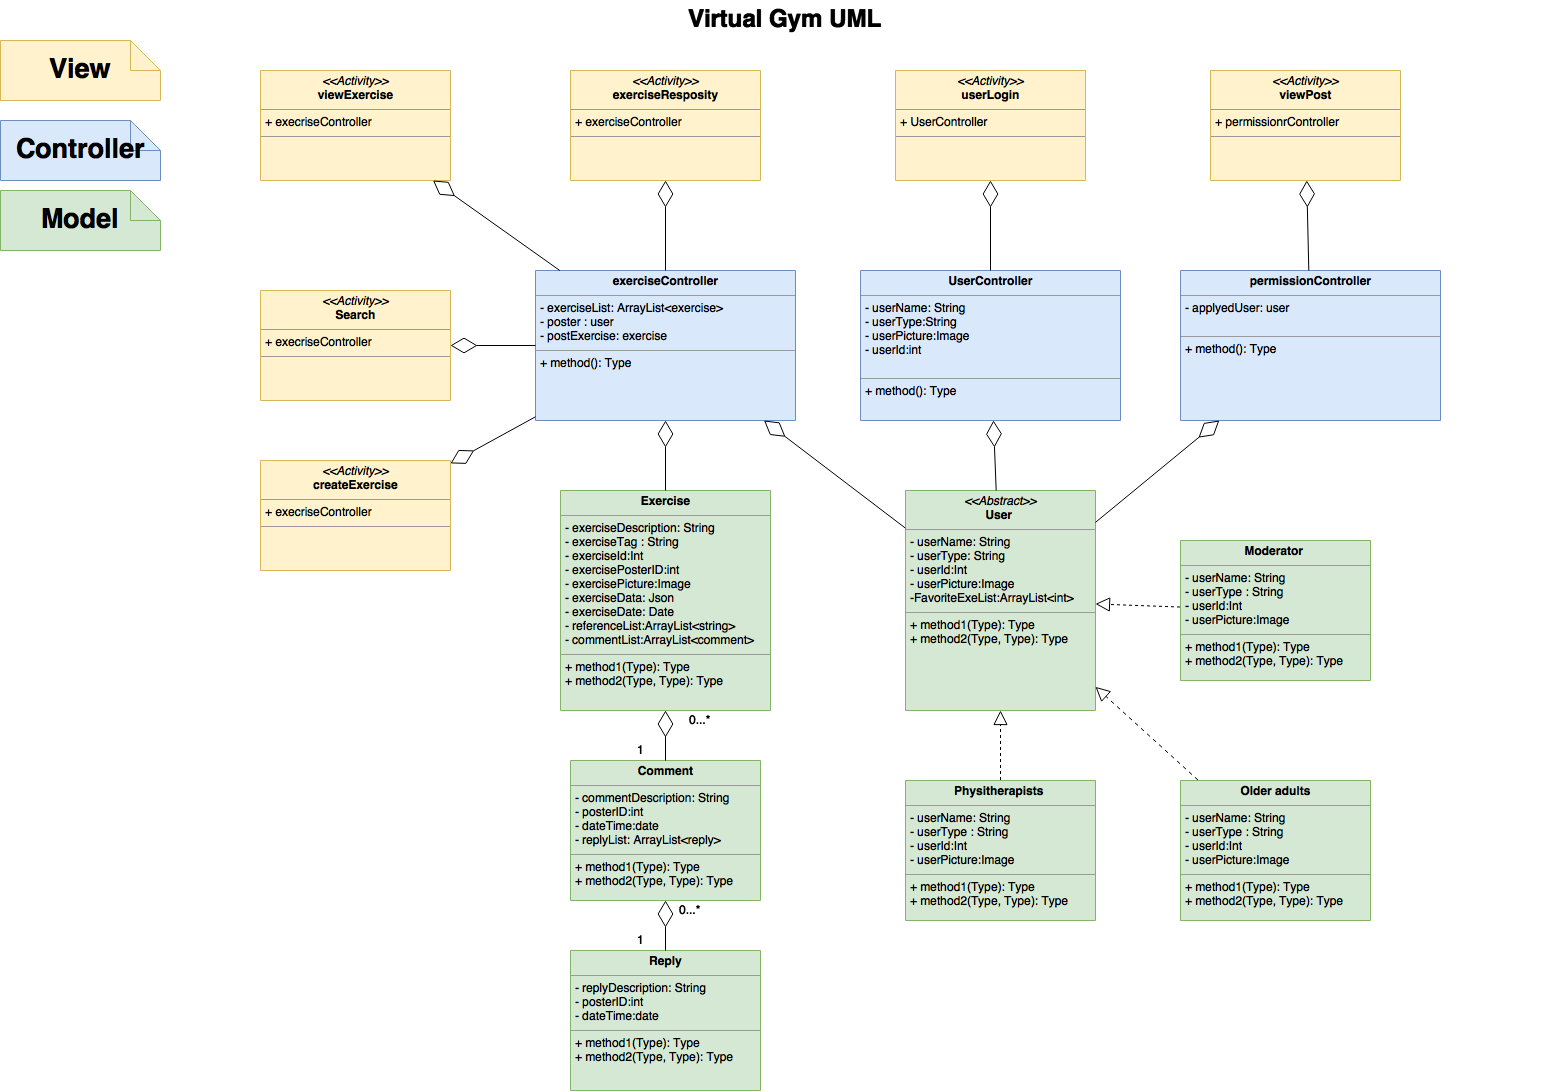 Virtual Gym UML
View
Controller
Model
<<Activity>>
viewExercise
+ execriseController
<<Activity>>
exerciseResposity
+ exerciseController
<<Activity>>
userLogin
+ UserController
<<Activity>>
viewPost
+ permissionrController
<<Activity>>
Search
+ execriseController
<<Activity>>
createExercise
+ execriseController
exerciseController
- exerciseList: ArrayList<exercise>
- poster : user
- postExercise: exercise
+ method(): Type
UserController
- userName: String
- userType:String
- userPicture:Image
- userId:int
+ method(): Type
permissionController
- applyedUser: user
+ method(): Type
Exercise
- exerciseDescription: String
- exerciseTag : String
- exerciseId:Int
- exercisePosterID:int
- exercisePicture:Image
- exerciseData: Json
- exerciseDate: Date
- referenceList:ArrayList<string>
- commentList:ArrayList<comment>
+ method1(Type): Type
+ method2(Type, Type): Type
0...*
1
Comment
- commentDescription: String
- posterID:int
- dateTime:date
- replyList: ArrayList<reply>
+ method1(Type): Type
+ method2(Type, Type): Type
0...*
1
Reply
- replyDescription: String
- posterID:int
- dateTime:date
+ method1(Type): Type
+ method2(Type, Type): Type
<<Abstract>>
User
- userName: String
- userType: String
- userId:Int
- userPicture:Image
-FavoriteExeList:ArrayList<int>
+ method1(Type): Type
+ method2(Type, Type): Type
Moderator
- userName: String
- userType : String
- userId:Int
- userPicture:Image
+ method1(Type): Type
+ method2(Type, Type): Type
Physitherapists
- userName: String
- userType : String
- userId:Int
- userPicture:Image
+ method1(Type): Type
+ method2(Type, Type): Type
Older adults
- userName: String
- userType : String
- userId:Int
- userPicture:Image
+ method1(Type): Type
+ method2(Type, Type): Type